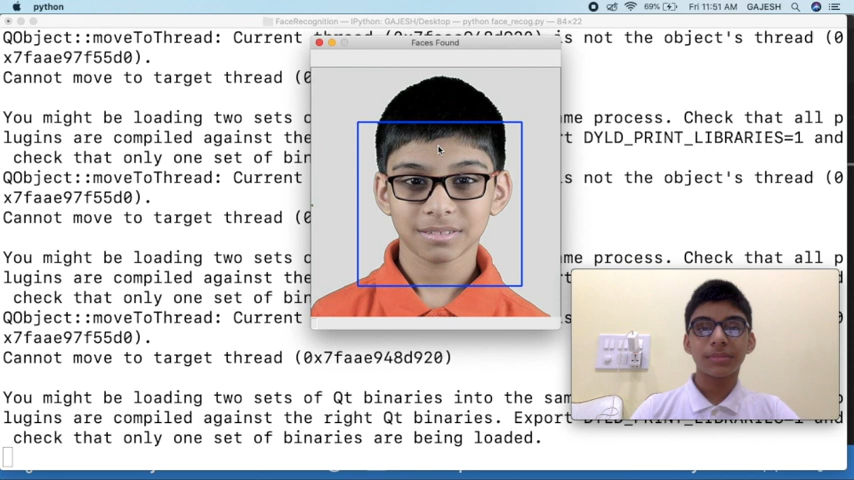 python
69%
Fri 11:51 AM
GAJESH
FaceRecognition — IPython: GAJESH/Desktop — python face_recog.py — 84×22
QObject::moveToThread: Current thread (0x7faae948d920) is not the object's thread (0
x7faae97f55d0).
Cannot move to target thread (0
Faces Found
You might be loading two sets o me process. Check that all p
lugins are compiled against the rt DYLD_PRINT_LIBRARIES=1 and
check that only one set of bin
QObject::moveToThread: Current is not the object's thread (0
x7faae97f55d0).
Cannot move to target thread (0
You might be loading two sets o me process. Check that all p
lugins are compiled against the
check that only one set of bin
QObject::moveToThread: Current
x7faae97f55d0).
Cannot move to target thread (0x7faae948d920)
You might be loading two sets of Qt binaries into the sam
lugins are compiled against the right Qt binaries. Export DYLD_PRINT_LIBRARIES=1 and
check that only one set of binaries are being loaded.